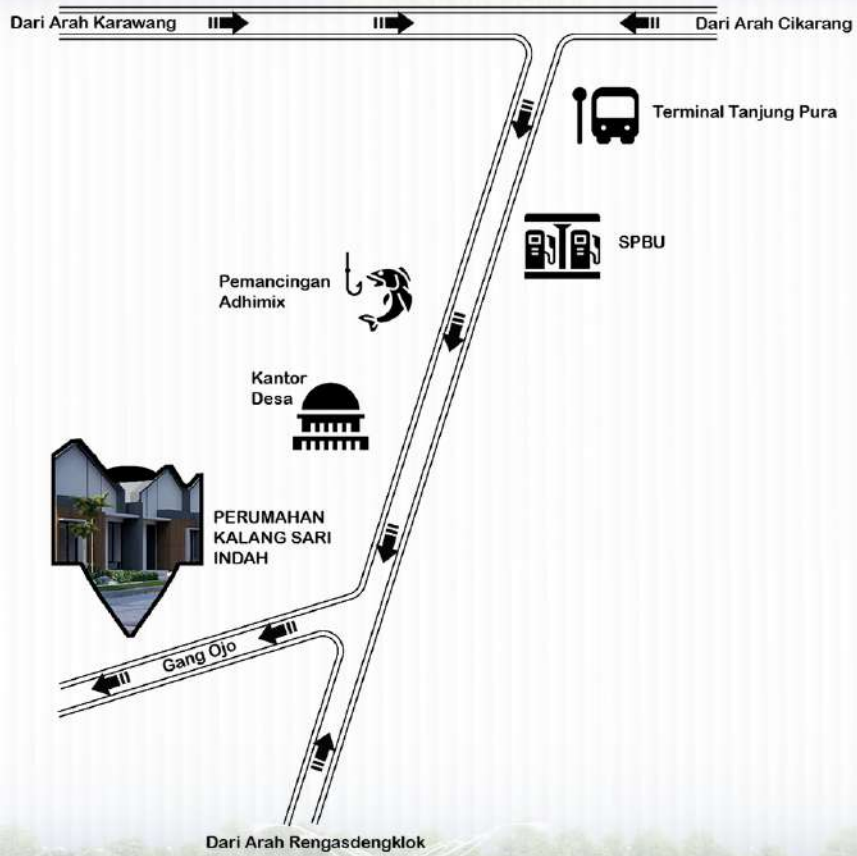 Dari Arah Karawang
Dari Arah Cikarang
Terminal Tanjung Pura
SPBU
Pemancingan
Adhimix
Kantor
Desa
PERUMAHAN
KALANG SARI
INDAH
Gang Ojo
Dari Arah Rengasdengklok